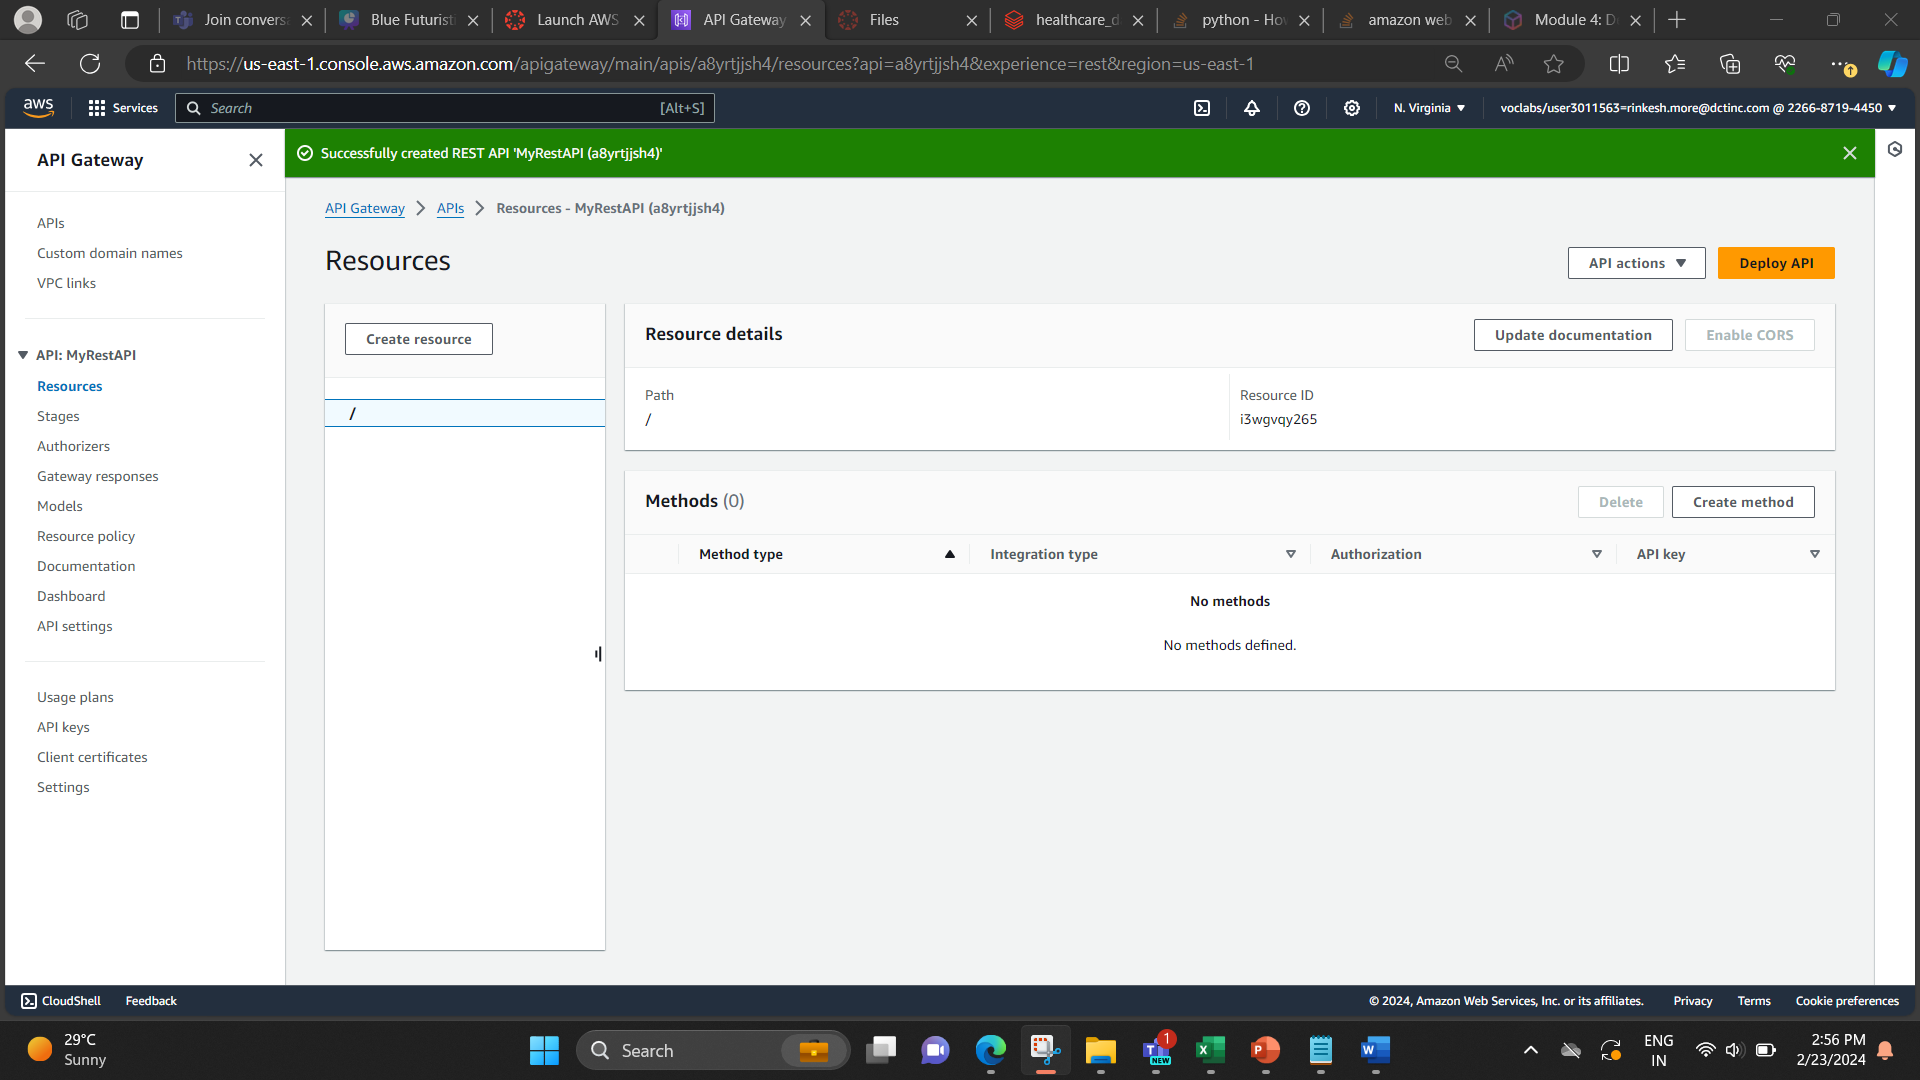 Join convers
Blue Futuristi
Launch AWS
API Gateway
Files
healthcare_d
python - Ho
amazon web
Module 4: D
https://us-east-1.console.aws.amazon.com/apigateway/main/apis/a8yrtjjsh4/resources?api=a8yrtjjsh4&experience=rest&region=us-east-1
aws
Services
Search
[Alt+S]
N. Virginia
voclabs/user3011563=rinkesh.more@dctinc.com @ 2266-8719-4450
API Gateway
APIs
Custom domain names
VPC links
API: MyRestAPI
Resources
Stages
Authorizers
Gateway responses
Models
Resource policy
Documentation
Dashboard
API settings
Usage plans
API keys
Client certificates
Settings
Successfully created REST API 'MyRestAPI (a8yrtjjsh4)'
API Gateway
APIs
Resources - MyRestAPI (a8yrtjjsh4)
Resources
API actions
Deploy API
Create resource
/
Resource details
Update documentation
Enable CORS
Path
/
Resource ID
i3wgvqy265
Methods (0)
Delete
Create method
Method type
Integration type
Authorization
API key
No methods
No methods defined.
CloudShell
Feedback
© 2024, Amazon Web Services, Inc. or its affiliates.
Privacy
Terms
Cookie preferences
29°C
Sunny
Search
1
NEW
ENG
IN
2:56 PM
2/23/2024